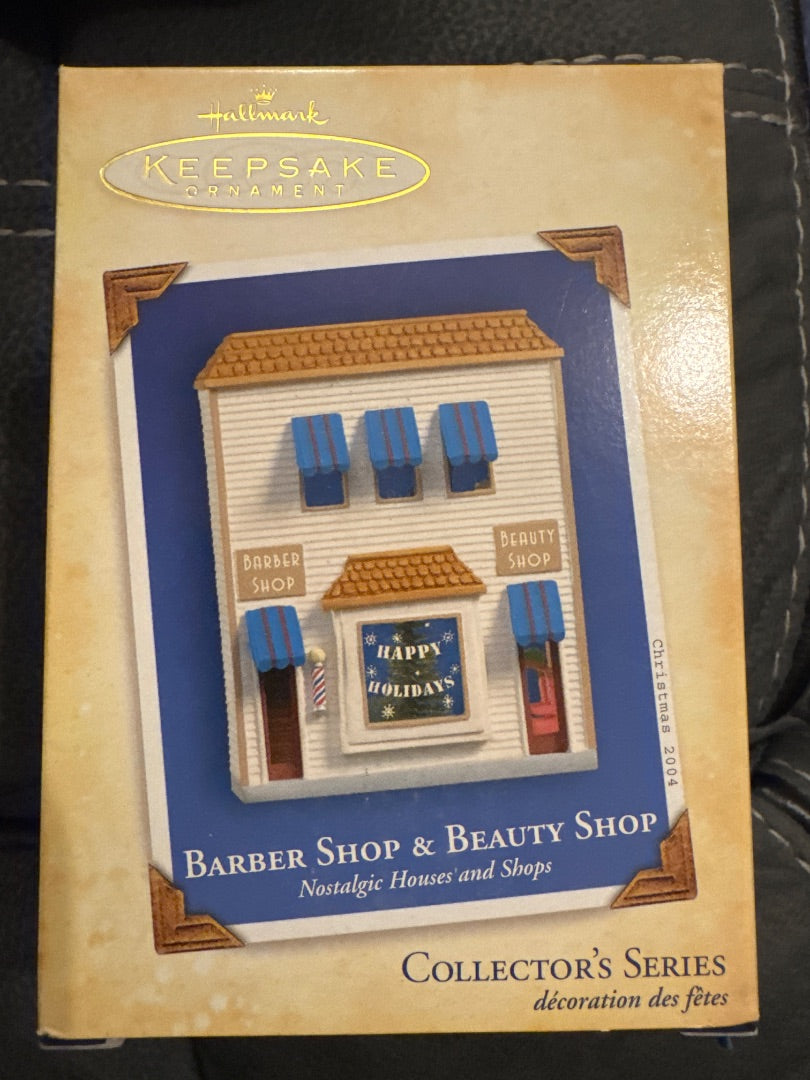 Hallmark
KEEPSAKE
ORNAMENT
BARBER
SHOP
BEAUTY
SHOP
HAPPY
HOLIDAYS
Christmas 2004
BARBER SHOP & BEAUTY SHOP
Nostalgic Houses and Shops
COLLECTOR'S SERIES
décoration des fêtes